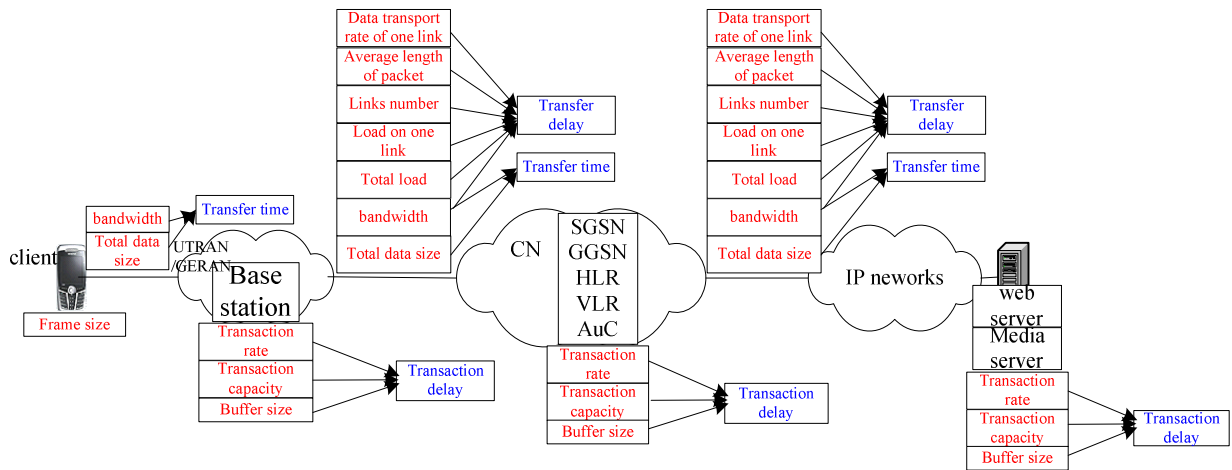 Data transport
rate of one link
Average length
of packet
Links number
Load on one
link
Total load
bandwidth
Total data size
Transfer
delay
Transfer time
Data transport
rate of one link
Average length
of packet
Links number
Load on one
link
Total load
bandwidth
Total data size
Transfer
delay
Transfer time
bandwidth
Total data
size
Transfer time
client
Frame size
UTRAN
/GERAN
Base
station
Transaction
rate
Transaction
capacity
Buffer size
Transaction
delay
CN
SGSN
GGSN
HLR
VLR
AuC
Transaction
rate
Transaction
capacity
Buffer size
Transaction
delay
IP neworks
web
server
Media
server
Transaction
rate
Transaction
capacity
Buffer size
Transaction
delay